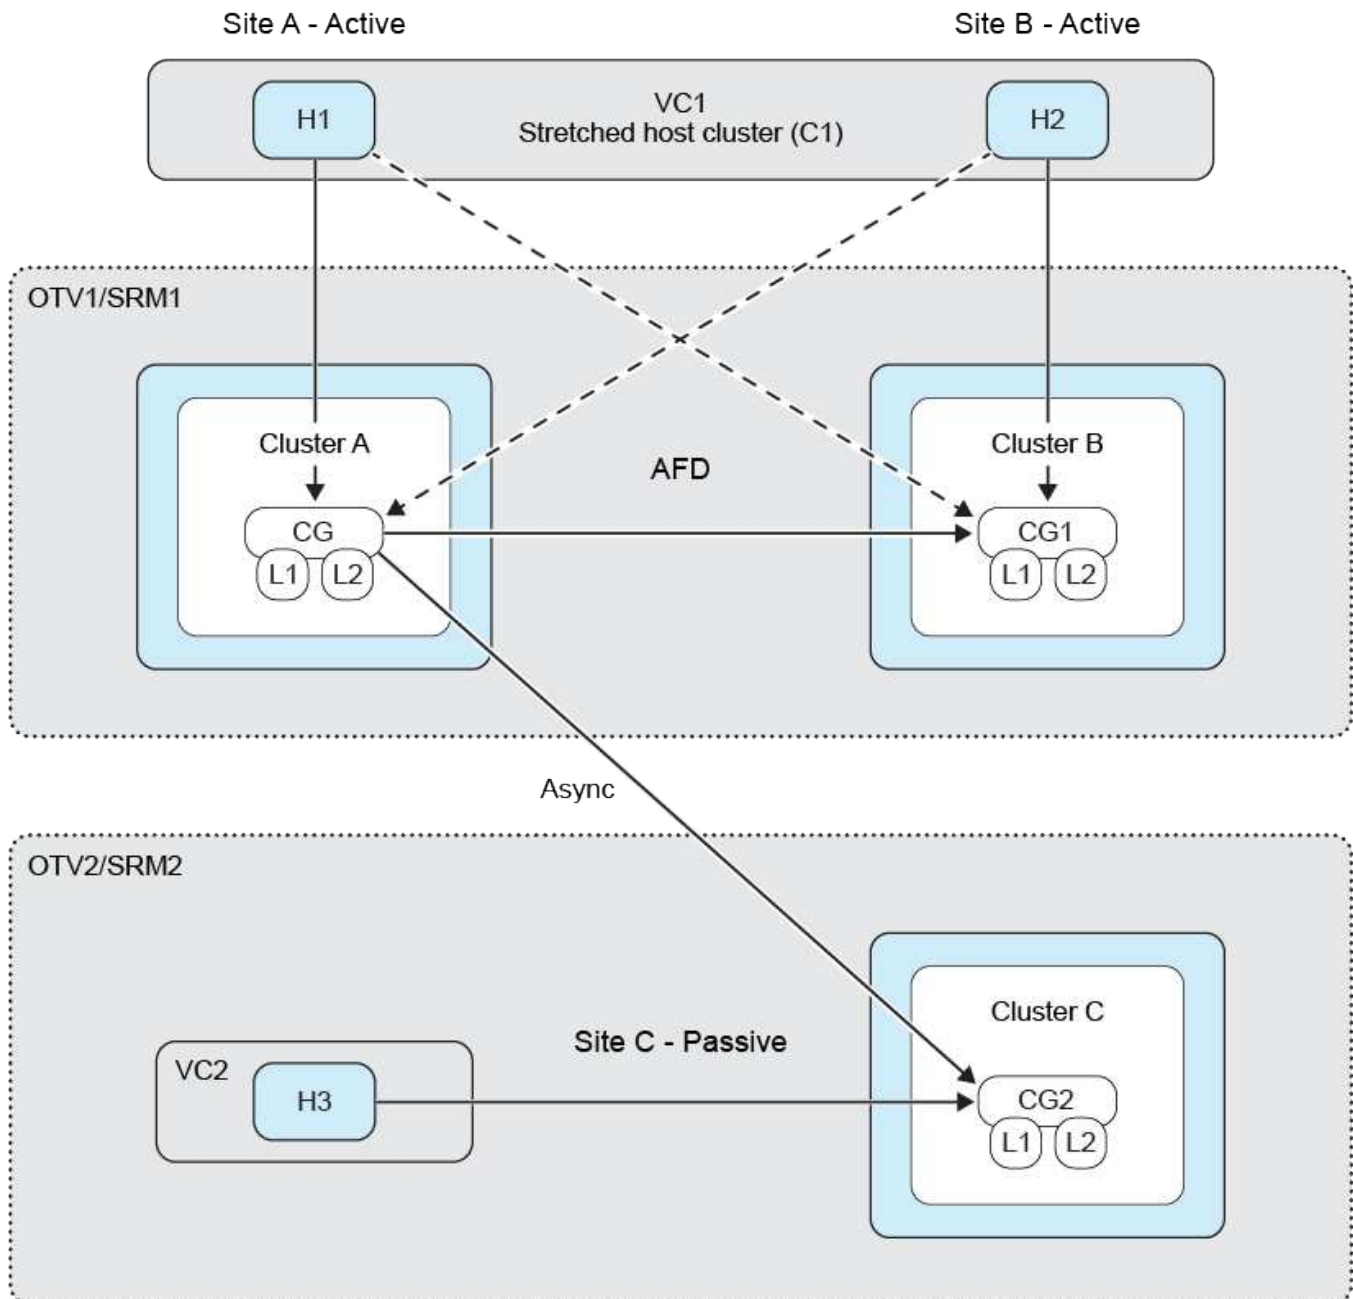 Site A - Active
Site B - Active
H1
VC1
Stretched host cluster (C1)
H2
OTV1/SRM1
Cluster A
AFD
Cluster B
CG
L1 L2
CG1
L1 L2
Async
OTV2/SRM2
Cluster C
Site C - Passive
VC2
H3
CG2
L1 L2